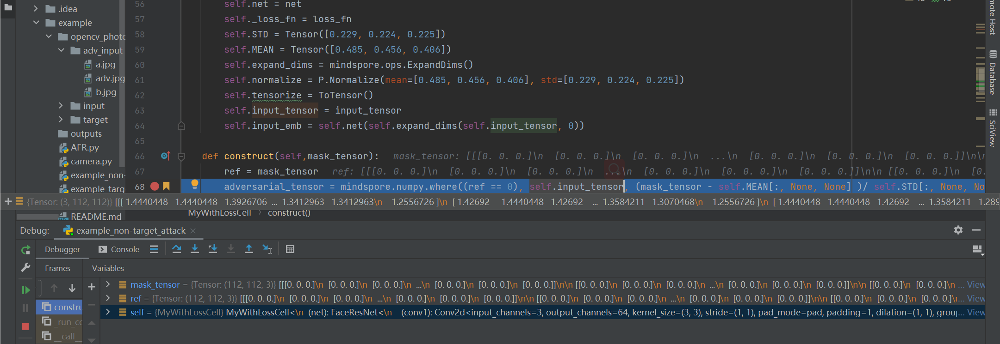 .idea
example
opencv_photo
adv_input
a.jpg
adv.jpg
b.jpg
input
target
outputs
AFR.py
camera.py
example_non-
example_targ
README.md
56 self.net = net
57 self._loss_fn = loss_fn
58 self.STD = Tensor([0.229, 0.224, 0.225])
59 self.MEAN = Tensor([0.485, 0.456, 0.406])
60 self.expand_dims = mindspore.ops.ExpandDims()
61 self.normalize = P.Normalize(mean=[0.485, 0.456, 0.406], std=[0.229, 0.224, 0.225])
62 self.tensorize = ToTensor()
63 self.input_tensor = input_tensor
64 self.input_emb = self.net(self.expand_dims(self.input_tensor, 0))
65
66 def construct(self,mask_tensor): mask_tensor: [[[0. 0. 0.]\n [0. 0. 0.]\n [0. 0. 0.]\n ...\n [0. 0. 0.]\n [0. 0. 0.]\n [0. 0. 0.]]\n\n
67 ref = mask_tensor ref: [[[0. 0. 0.]\n [0. 0. 0.]\n [0. 0. 0.]\n ...\n [0. 0. 0.]\n [0. 0. 0.]\n [0. 0. 0.]]\n\n [[0. 0. 0.]\n [0.
68 adversarial_tensor = mindspore.numpy.where((ref == 0), self.input_tensor, (mask_tensor - self.MEAN[:, None, None] )/ self.STD[:, None, No
{Tensor: (3, 112, 112)} [[[ 1.4440448 1.4440448 1.3926706 ... 1.3412963 1.3412963\n 1.2556726 ]\n [ 1.42692 1.4440448 1.42692 ... 1.3584211 1.3070468\n 1.2556726 ]\n [ 1.4440448 1.4440448 1.42692 ... 1.3584211 1.289
MyWithLossCell › construct()
mote Host
Database
SciView
Debug: example_non-target_attack
Debugger Console
Frames Variables
constru
_run_co
__call__
mask_tensor = {Tensor: (112, 112, 3)} [[[0. 0. 0.]\n [0. 0. 0.]\n [0. 0. 0.]\n ...\n [0. 0. 0.]\n [0. 0. 0.]\n [0. 0. 0.]]\n\n [[0. 0. 0.]\n [0. 0. 0.]\n [0. 0. 0.]\n ...\n [0. 0. 0.]\n [0. 0. 0.]\n [0. 0. 0.]]\n\n [[0. 0. 0.]\n [0. 0. 0.]\n ... View
ref = {Tensor: (112, 112, 3)} [[[0. 0. 0.]\n [0. 0. 0.]\n [0. 0. 0.]\n ...\n [0. 0. 0.]\n [0. 0. 0.]\n [0. 0. 0.]]\n\n [[0. 0. 0.]\n [0. 0. 0.]\n [0. 0. 0.]\n ...\n [0. 0. 0.]\n [0. 0. 0.]\n [0. 0. 0.]]\n\n [[0. 0. 0.]\n [0. 0. 0.]\n ... View
self = {MyWithLossCell} MyWithLossCell<\n (net): FaceResNet<\n (conv1): Conv2d<input_channels=3, output_channels=64, kernel_size=(3, 3), stride=(1, 1), pad_mode=pad, padding=1, dilation=(1, 1), group... View